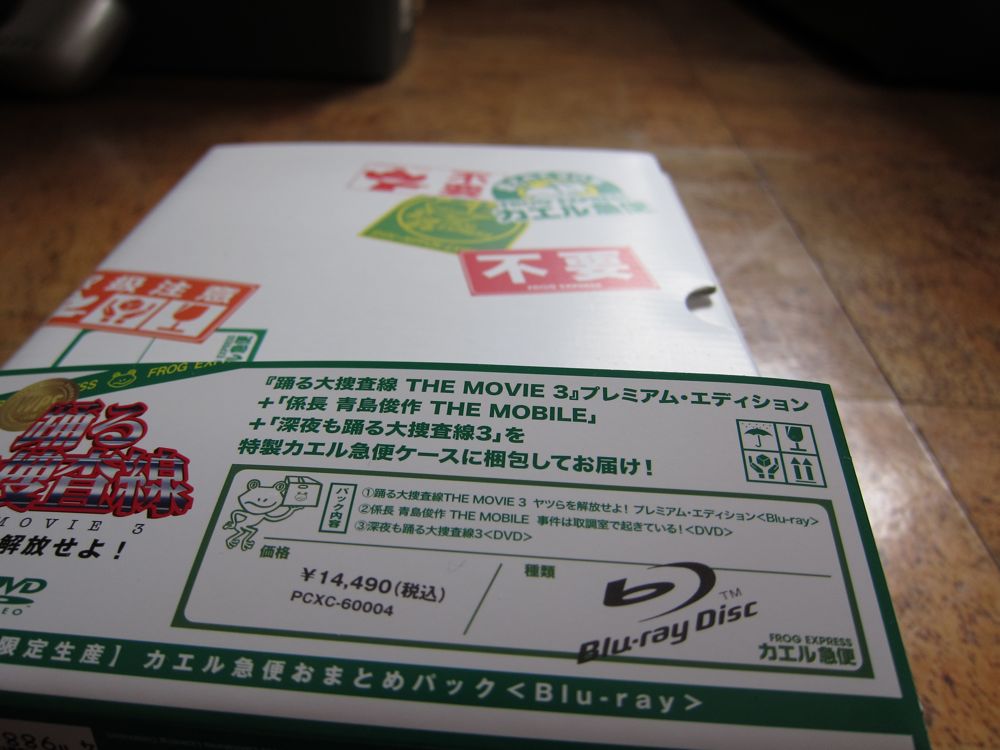 カエル急便
不要
FROG EXPRESS
扱注意
FROG
『踊る大捜査線 THE MOVIE 3』プレミアム・エディション
＋「係長 青島俊作 THE MOBILE」
＋「深夜も踊る大捜査線3」を
特製カエル急便ケースに梱包してお届け！
踊る
捜査線
MOVIE 3
解放せよ！
パック内容
①踊る大捜査線THE MOVIE 3 ヤツらを解放せよ！プレミアム・エディション<Blu-ray>
②係長 青島俊作 THE MOBILE 事件は取調室で起きている！<DVD>
③深夜も踊る大捜査線3<DVD>
価格
¥14,490(税込)
PCXC-60004
種類
Blu-ray Disc
TM
FROG EXPRESS
カエル急便
限定生産】カエル急便おまとめパック<Blu-ray>